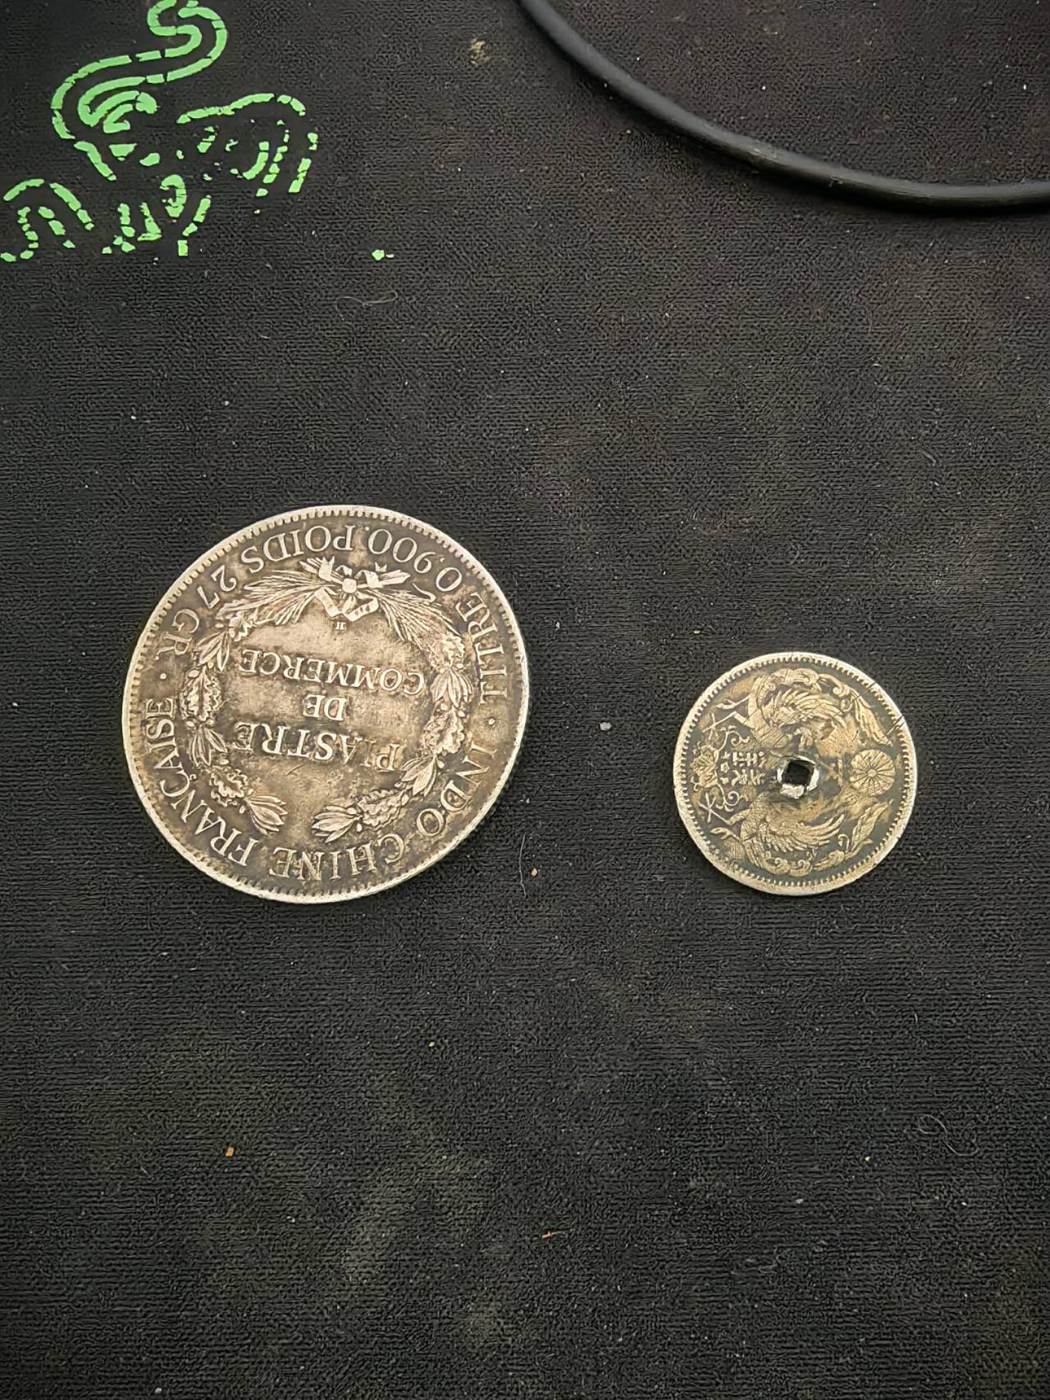 INDO-CHINE FRANÇAISE
PIASTRE
DE
COMMERCE
TITRE 0,900 POIDS 27 GR.